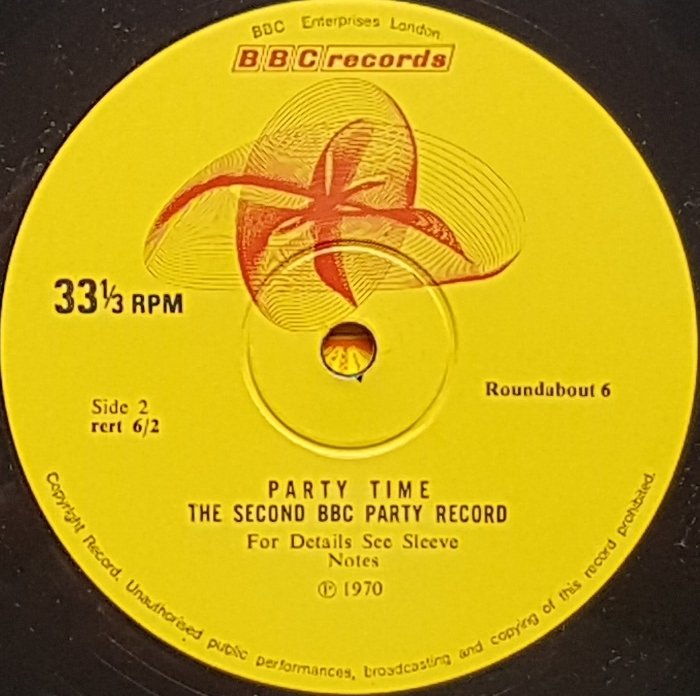 BBC Enterprises London
BBC records
33⅓ RPM
Roundabout 6
Side 2
rert 6/2
PARTY TIME
THE SECOND BBC PARTY RECORD
For Details See Sleeve
Notes
℗ 1970
Copyright Record. Unauthorised public performances, broadcasting and copying of this record prohibited.